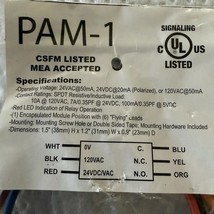 PAM-1
SIGNALING
C UL US
LISTED
CSFM LISTED
MEA ACCEPTED
Specifications:
-Operating Voltage: 24VAC@50mA, 24VDC@20mA (Polarized), or 120VAC@50mA
-Contact Ratings: SPDT Resistive/Inductive Load:
10A @ 120VAC, 7A/0.35PF @ 24VDC, 100mA/0.35PF @ 5VDC
-Red LED Indication of Relay Operation
-(1) Encapsulated Module Position with (6) "Flying" Leads
-Mounting: Mounting Screw Hole or Double Sided Tape, Mounting Hardware Included
-Dimensions: 1.5" (38mm) H x 1.2" (31mm) W x 0.9" (23mm) D
WHT 0V C. BLU
BLK 120VAC N.C. YEL
RED 24VDC/VAC N.O. ORG